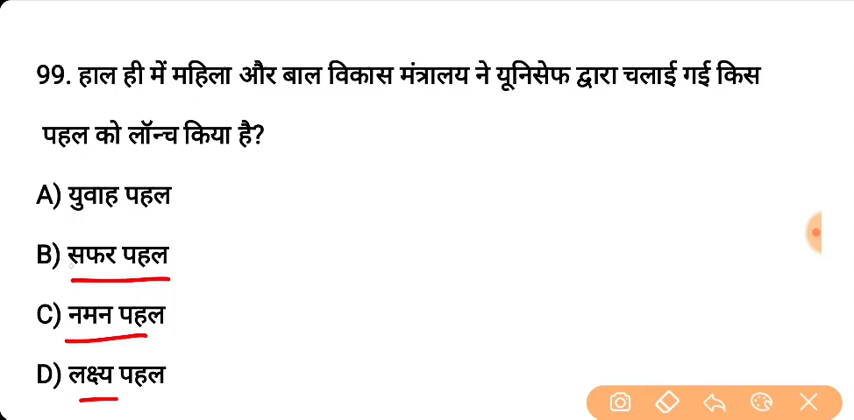 99. हाल ही में महिला और बाल विकास मंत्रालय ने यूनिसेफ द्वारा चलाई गई किस
पहल को लॉन्च किया है?
A) युवाह पहल
B) सफर पहल
C) नमन पहल
D) लक्ष्य पहल